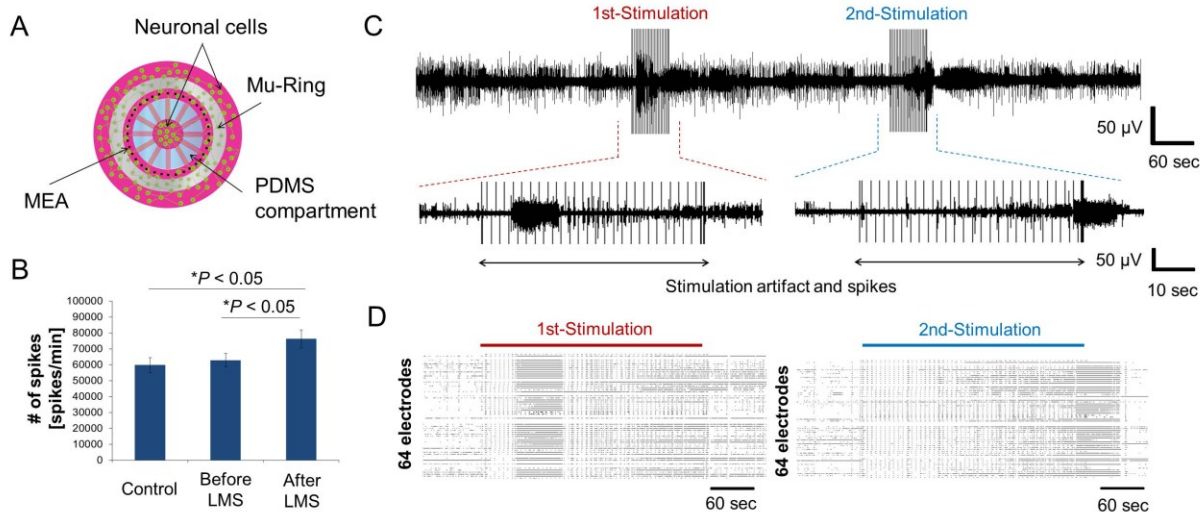 A
Neuronal cells
Mu-Ring
MEA
PDMS
compartment
B
*P < 0.05
*P < 0.05
# of spikes
[spikes/min]
100000
90000
80000
70000
60000
50000
40000
30000
20000
10000
0
Control
Before
LMS
After
LMS
C
1st-Stimulation
2nd-Stimulation
50 µV
60 sec
50 µV
10 sec
Stimulation artifact and spikes
D
1st-Stimulation
2nd-Stimulation
64 electrodes
64 electrodes
60 sec
60 sec